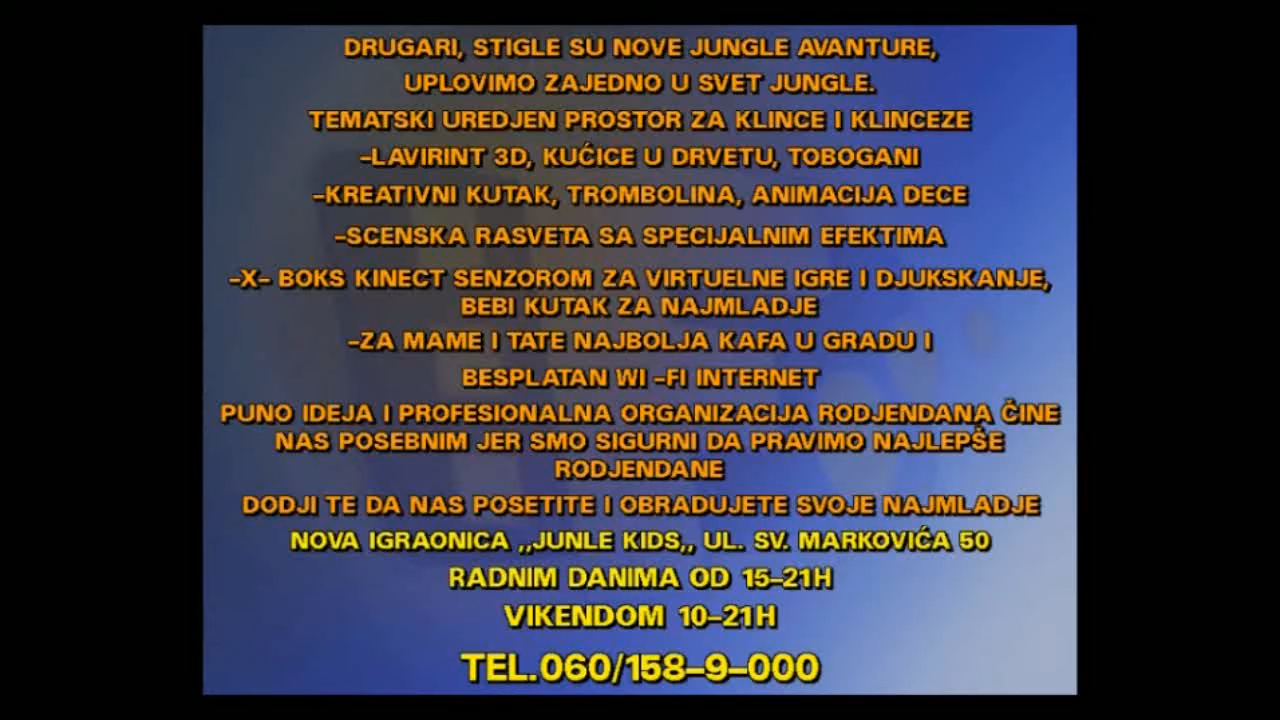 DRUGARI, STIGLE SU NOVE JUNGLE AVANTURE,
UPLOVIMO ZAJEDNO U SVET JUNGLE.
TEMATSKI UREDJEN PROSTOR ZA KLINCE I KLINCEZE
-LAVIRINT 3D, KUĆICE U DRVETU, TOBOGANI
-KREATIVNI KUTAK, TROMBOLINA, ANIMACIJA DECE
-SCENSKA RASVETA SA SPECIJALNIM EFEKTIMA
-X- BOKS KINECT SENZOROM ZA VIRTUELNE IGRE I DJUKSKANJE,
BEBI KUTAK ZA NAJMLADJE
-ZA MAME I TATE NAJBOLJA KAFA U GRADU I
BESPLATAN WI -FI INTERNET
PUNO IDEJA I PROFESIONALNA ORGANIZACIJA RODJENDANA ČINE
NAS POSEBNIM JER SMO SIGURNI DA PRAVIMO NAJLEPŠE
RODJENDANE
DODJI TE DA NAS POSETITE I OBRADUJETE SVOJE NAJMLADJE
NOVA IGRAONICA ,,JUNLE KIDS,, UL. SV. MARKOVIĆA 50
RADNIM DANIMA OD 15-21H
VIKENDOM 10-21H
TEL.060/158-9-000